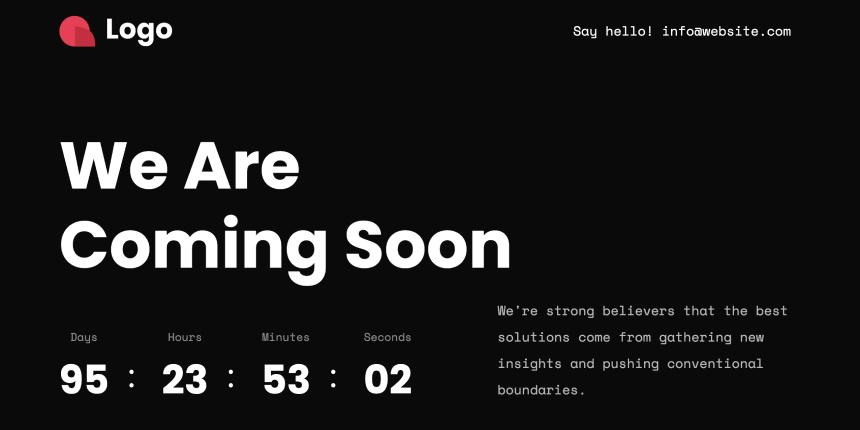 Logo
Say hello! info@website.com
We Are
Coming Soon
Days Hours Minutes Seconds
95 : 23 : 53 : 02
We're strong believers that the best
solutions come from gathering new
insights and pushing conventional
boundaries.